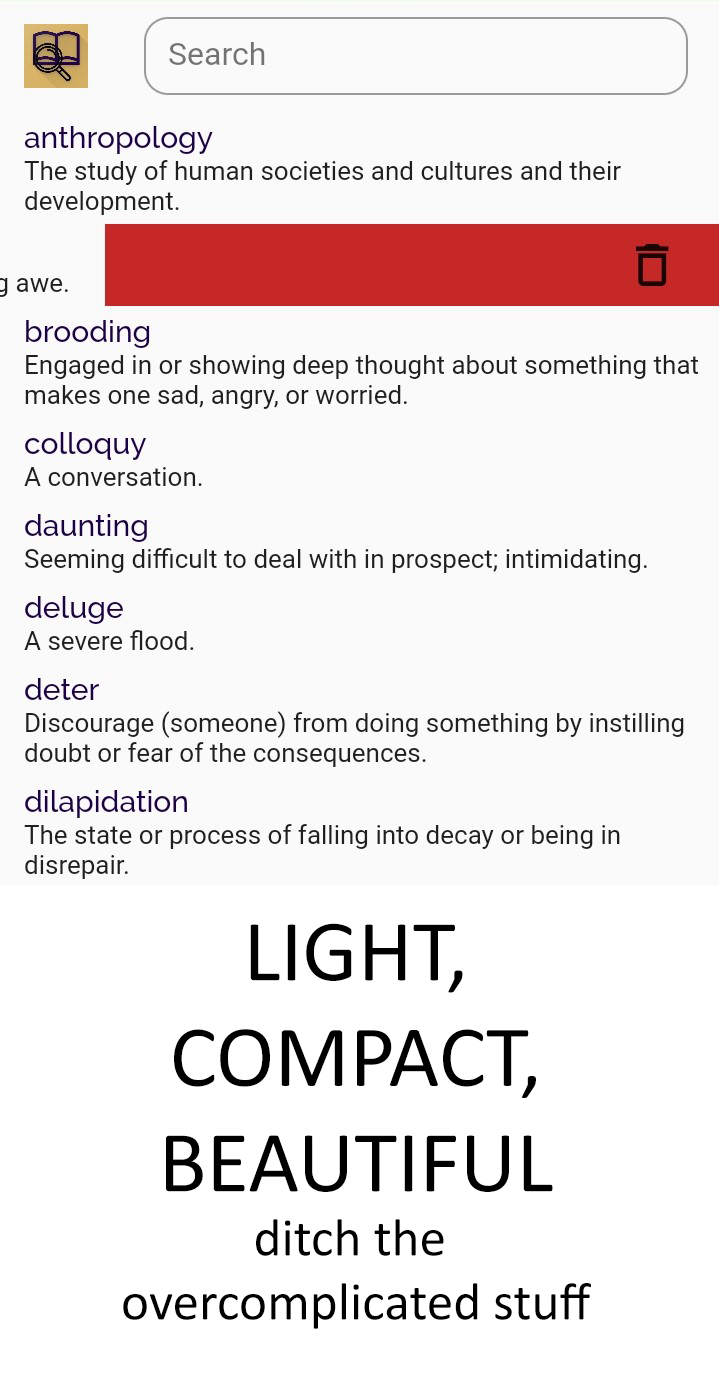 Search
anthropology
The study of human societies and cultures and their
development.
awe.
brooding
Engaged in or showing deep thought about something that
makes one sad, angry, or worried.
colloquy
A conversation.
daunting
Seeming difficult to deal with in prospect; intimidating.
deluge
A severe flood.
deter
Discourage (someone) from doing something by instilling
doubt or fear of the consequences.
dilapidation
The state or process of falling into decay or being in
disrepair.
LIGHT,
COMPACT,
BEAUTIFUL
ditch the
overcomplicated stuff